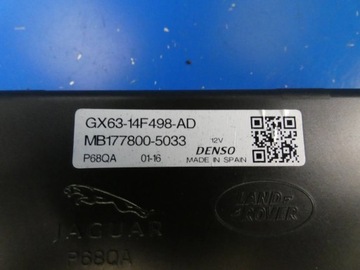 GX63-14F498-AD
MB177800-5033
12V
DENSO
P68QA 01-16 MADE IN SPAIN
JAGUAR
LAND-
-ROVER
P68QA